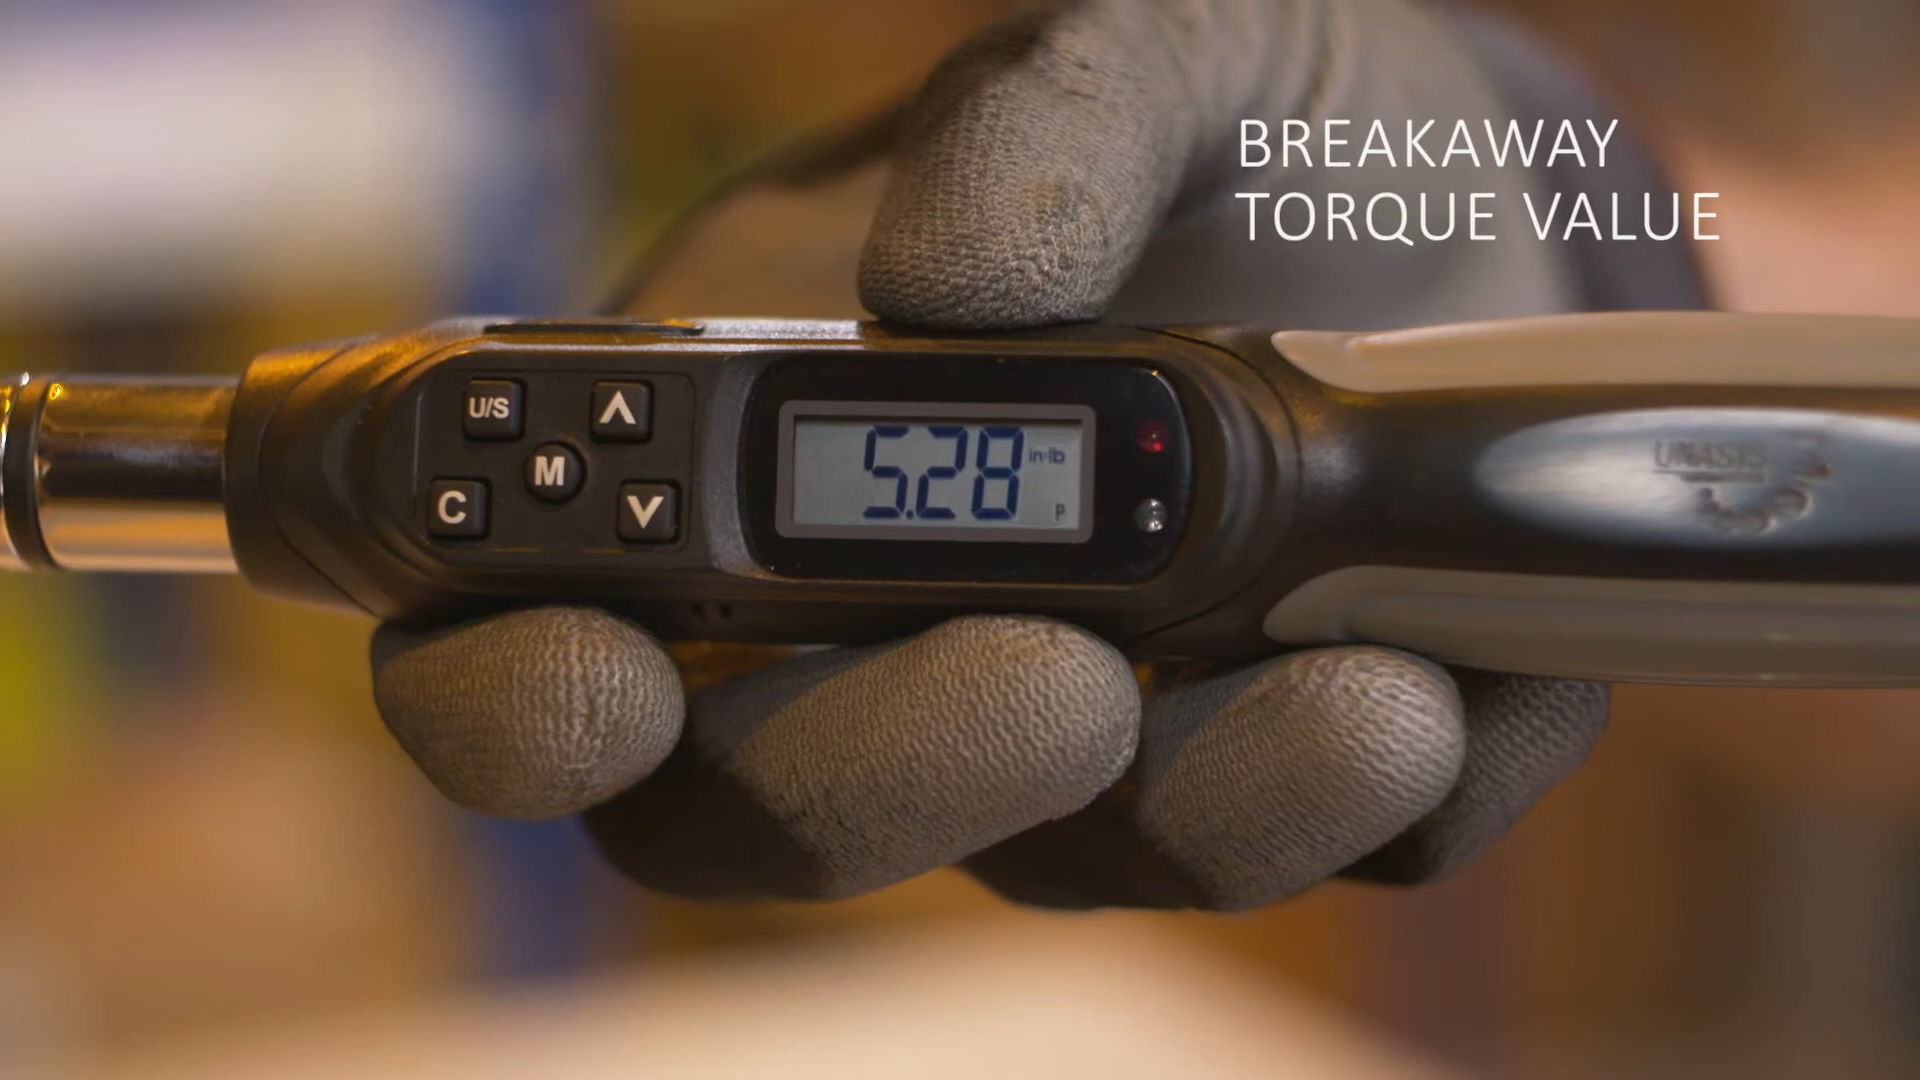 BREAKAWAY
TORQUE VALUE
U/S
M
C
5.28 in·lb
P